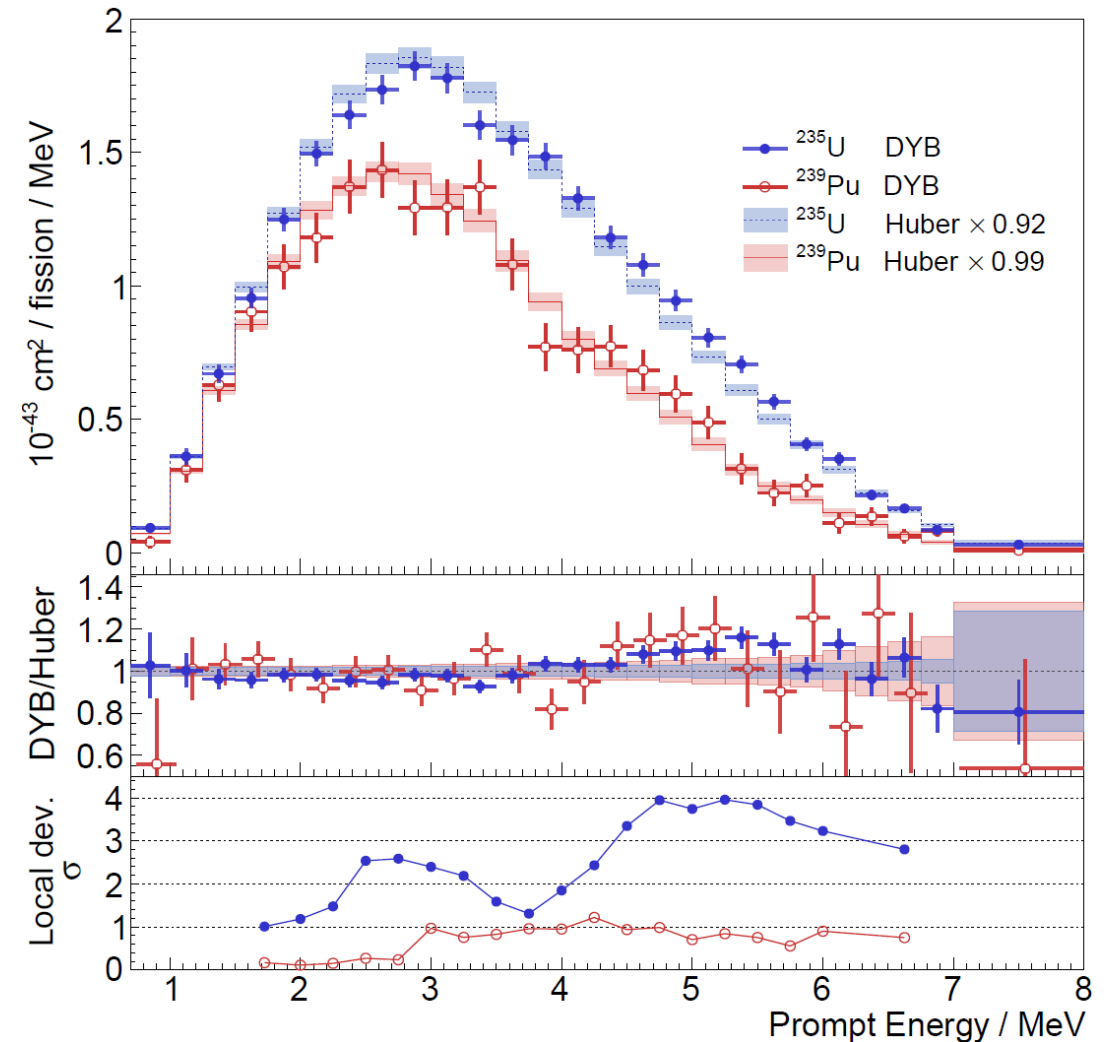 10⁻⁴³ cm² / fission / MeV
2
1.5
1
0.5
0
²³⁵U DYB
²³⁹Pu DYB
²³⁵U Huber × 0.92
²³⁹Pu Huber × 0.99
DYB/Huber
1.4
1.2
1
0.8
0.6
Local dev.
σ
4
3
2
1
0
1 2 3 4 5 6 7 8
Prompt Energy / MeV